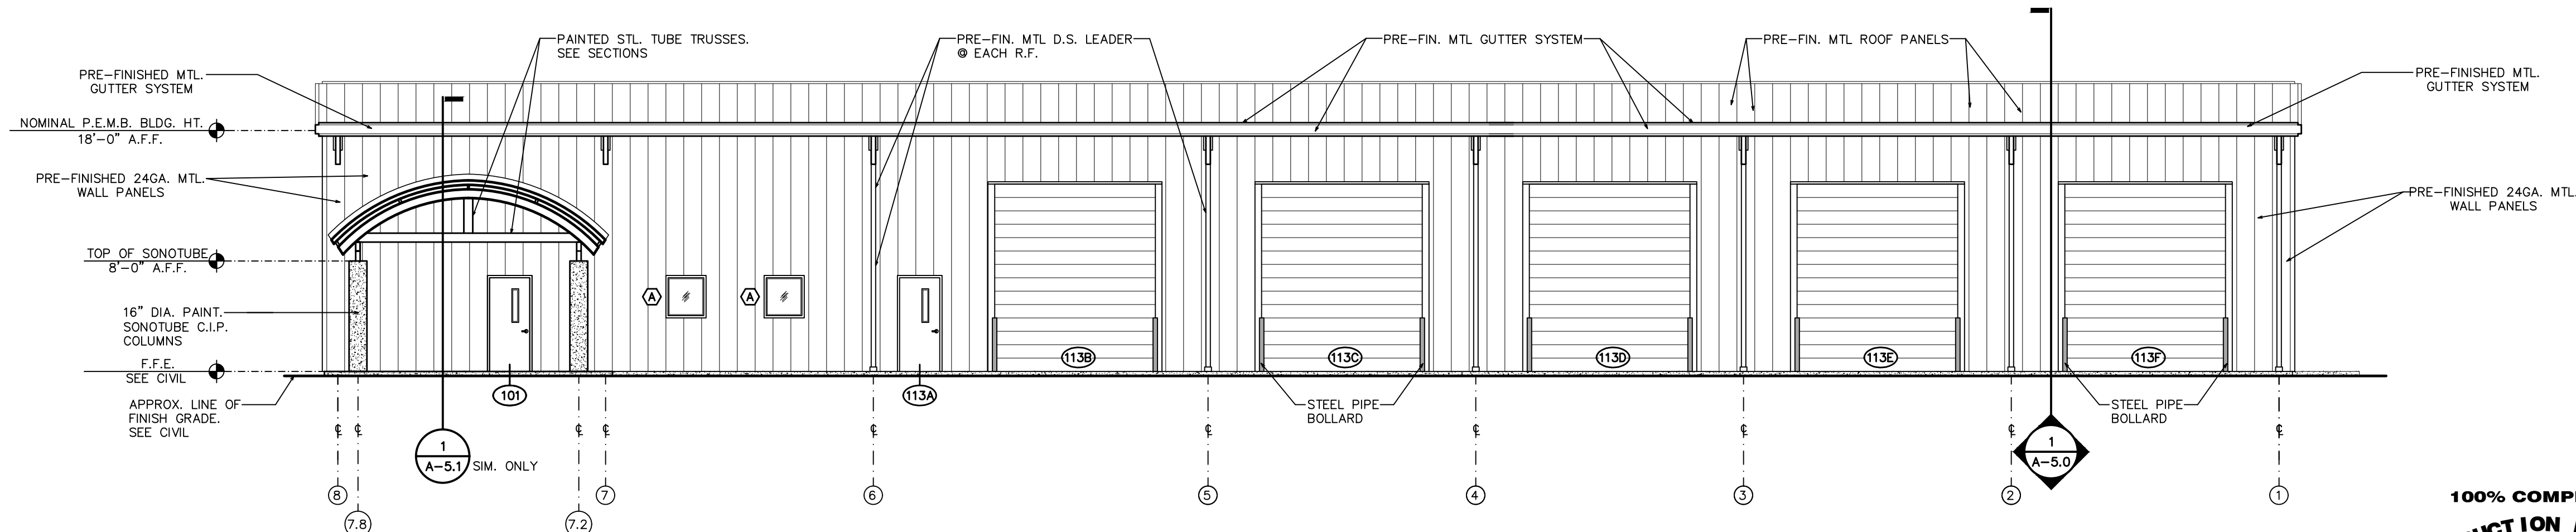 PAINTED STL. TUBE TRUSSES.
SEE SECTIONS
PRE-FIN. MTL D.S. LEADER
@ EACH R.F.
PRE-FIN. MTL GUTTER SYSTEM
PRE-FIN. MTL ROOF PANELS
PRE-FINISHED MTL.
GUTTER SYSTEM
PRE-FINISHED MTL.
GUTTER SYSTEM
NOMINAL P.E.M.B. BLDG. HT.
18'-0" A.F.F.
PRE-FINISHED 24GA. MTL.
WALL PANELS
PRE-FINISHED 24GA. MTL.
WALL PANELS
TOP OF SONOTUBE
8'-0" A.F.F.
16" DIA. PAINT.
SONOTUBE C.I.P.
COLUMNS
F.F.E.
SEE CIVIL
APPROX. LINE OF
FINISH GRADE.
SEE CIVIL
A
A
113B
113C
113D
113E
113F
101
113A
STEEL PIPE
BOLLARD
STEEL PIPE
BOLLARD
1
A-5.1
SIM. ONLY
1
A-5.0
8
7
6
5
4
3
2
1
7.8
7.2
100% COMP